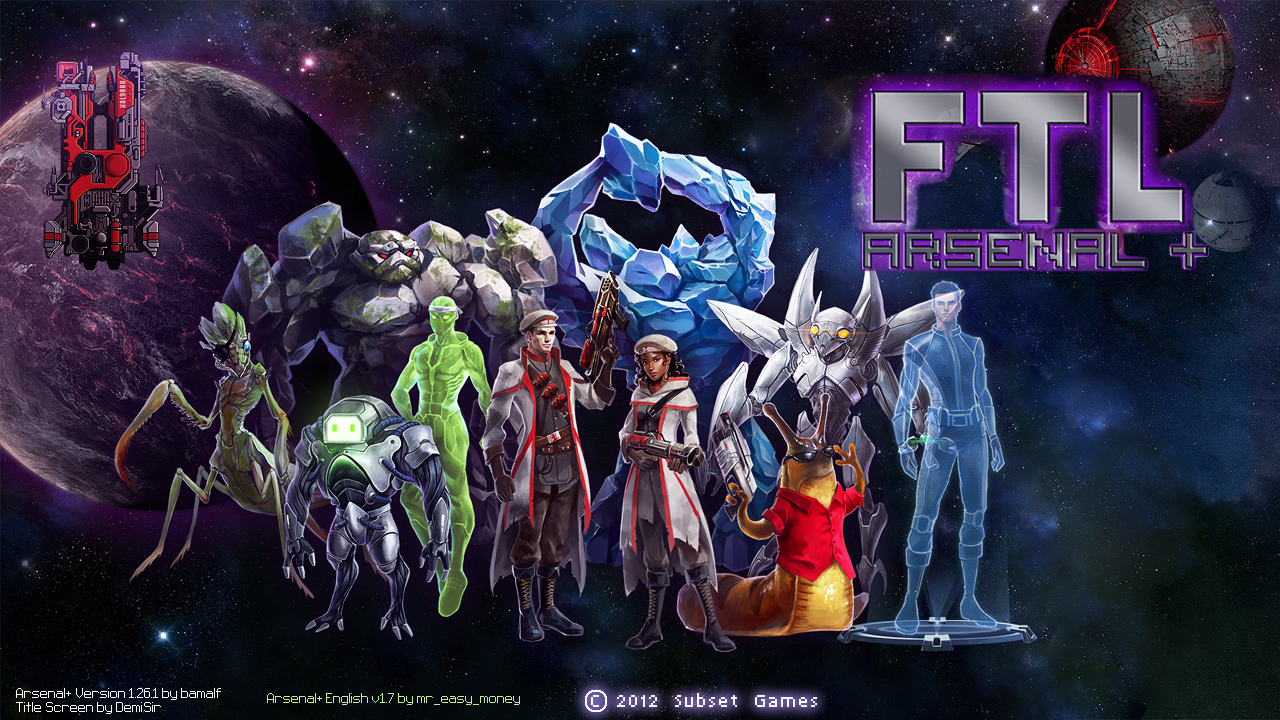 FTL
ARSENAL +
Arsenal+ Version 1.26.1 by bamalf
Title Screen by DemiSir
Arsenal+ English v1.7 by mr_easy_money
© 2012 Subset Games